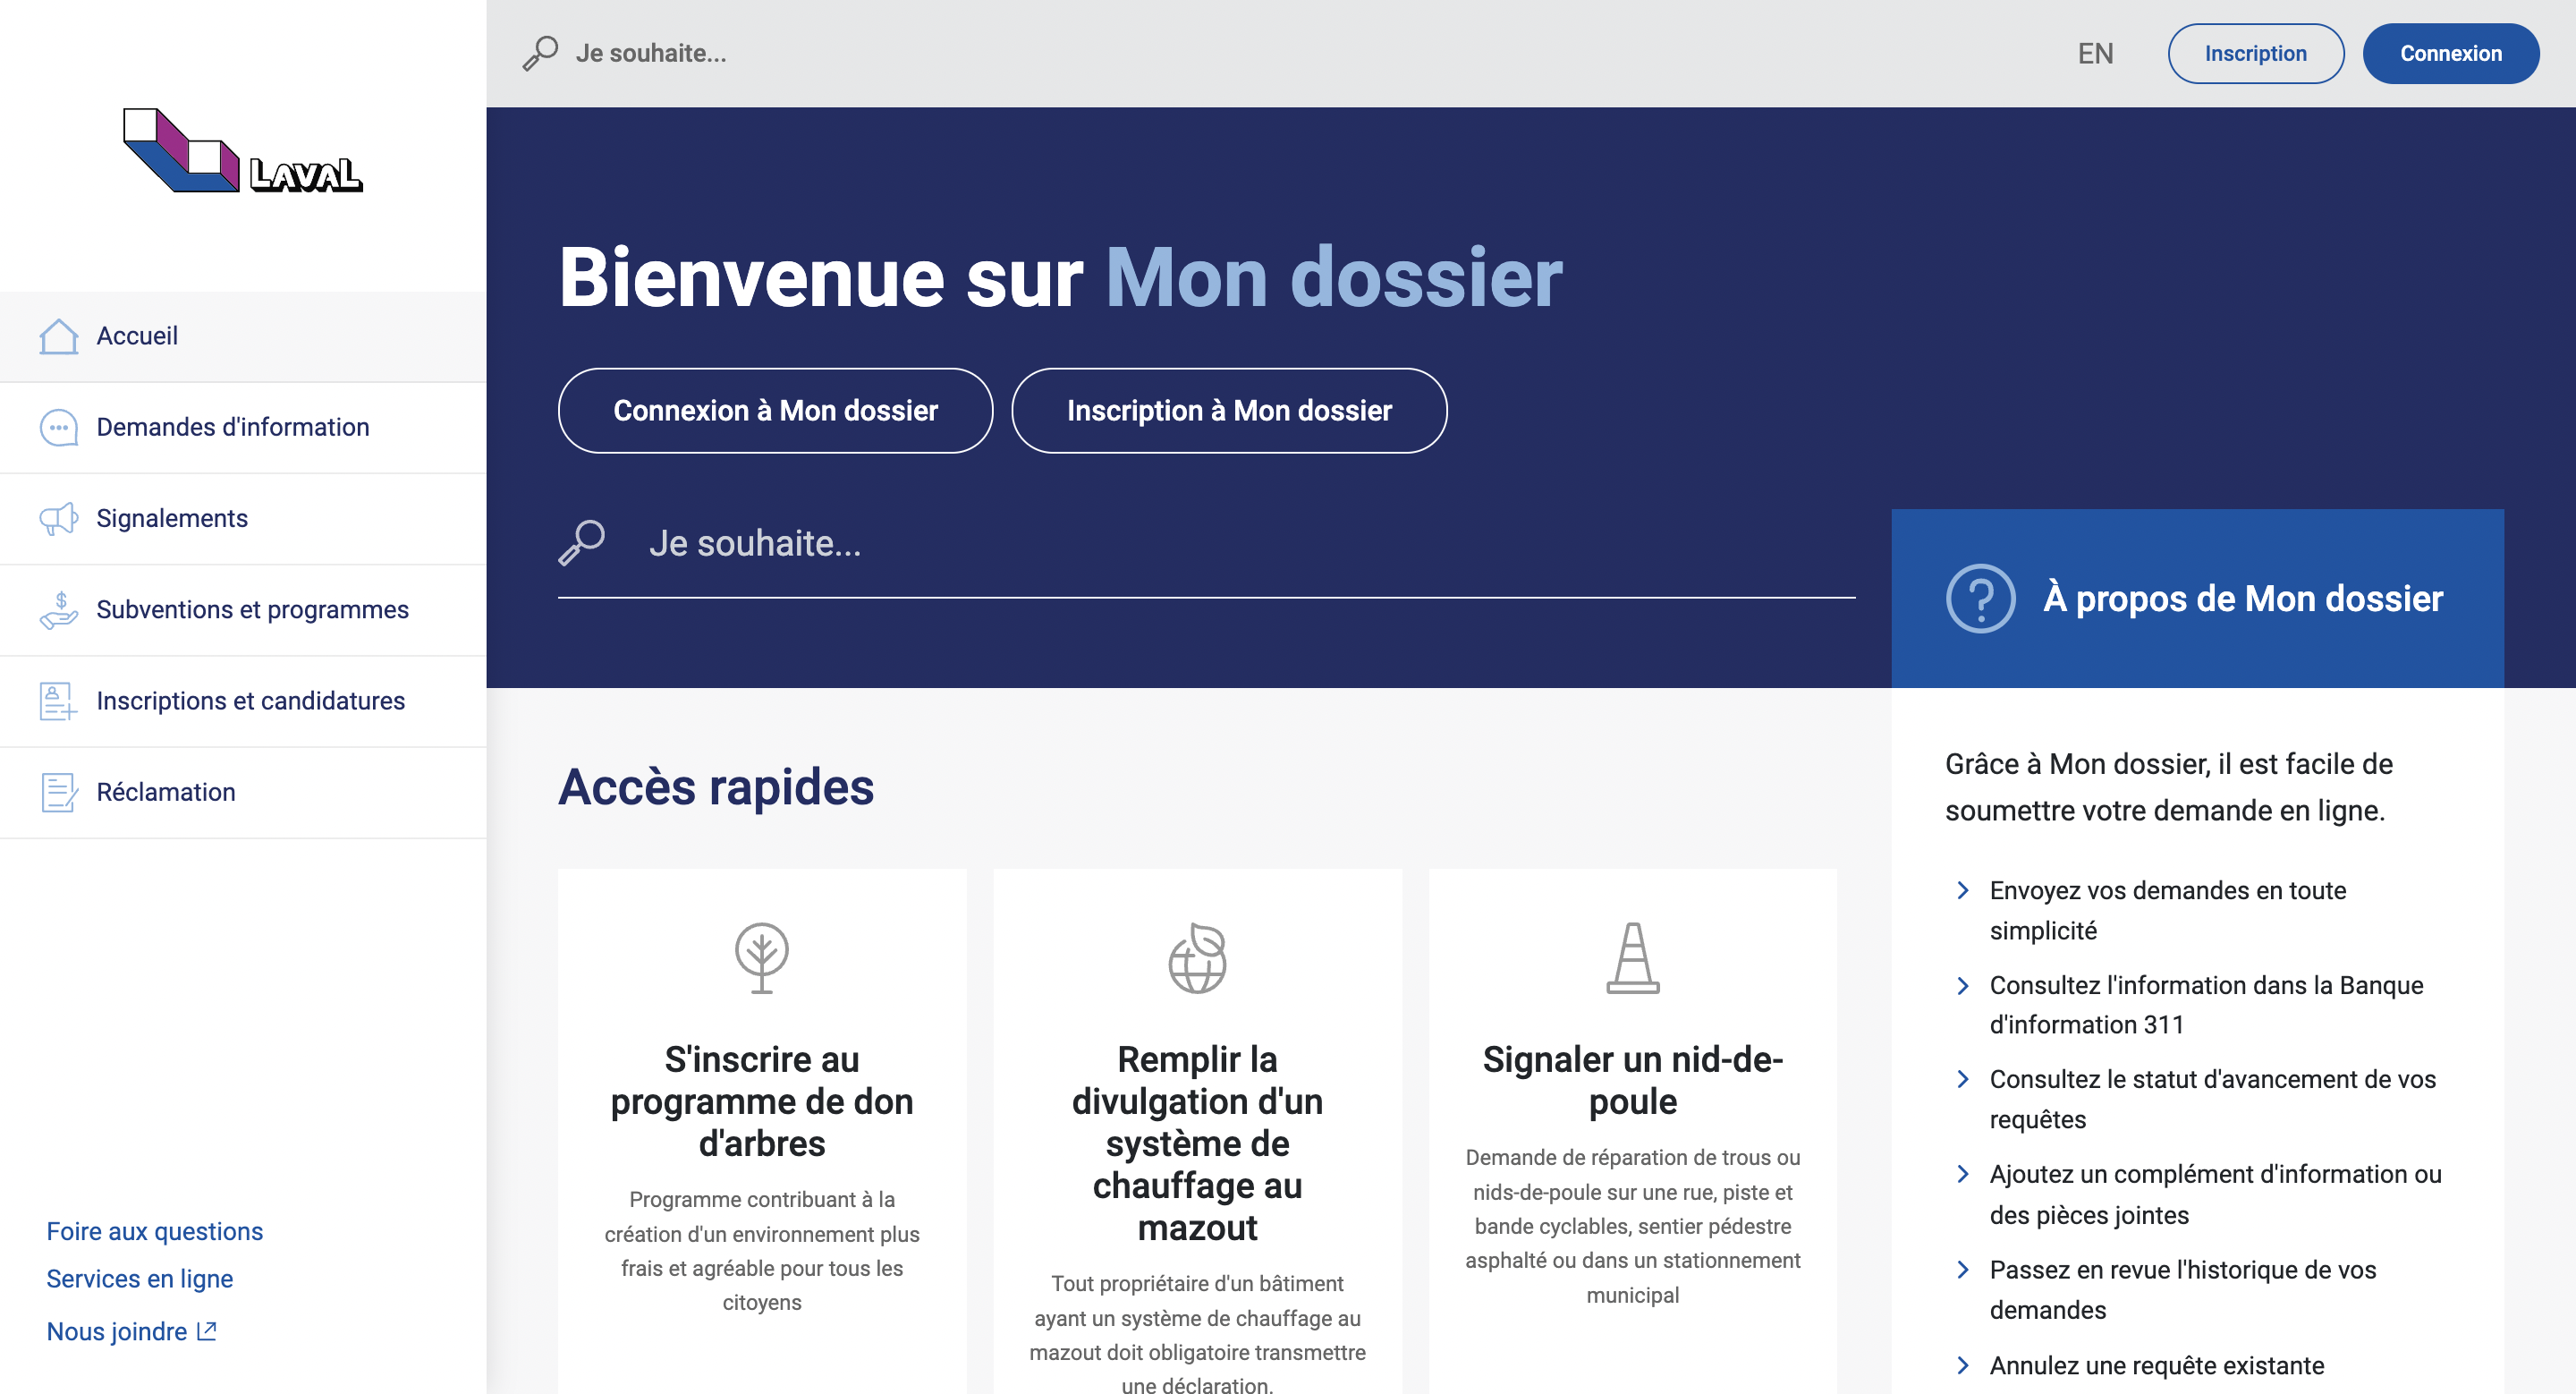 LAVAL
Accueil
Demandes d'information
Signalements
Subventions et programmes
Inscriptions et candidatures
Réclamation
Foire aux questions
Services en ligne
Nous joindre
Je souhaite...
EN
Inscription
Connexion
Bienvenue sur Mon dossier
Connexion à Mon dossier
Inscription à Mon dossier
Je souhaite...
Accès rapides
S'inscrire au
programme de don
d'arbres
Programme contribuant à la
création d'un environnement plus
frais et agréable pour tous les
citoyens
Remplir la
divulgation d'un
système de
chauffage au
mazout
Tout propriétaire d'un bâtiment
ayant un système de chauffage au
mazout doit obligatoire transmettre
une déclaration.
Signaler un nid-de-
poule
Demande de réparation de trous ou
nids-de-poule sur une rue, piste et
bande cyclables, sentier pédestre
asphalté ou dans un stationnement
municipal
À propos de Mon dossier
Grâce à Mon dossier, il est facile de
soumettre votre demande en ligne.
Envoyez vos demandes en toute
simplicité
Consultez l'information dans la Banque
d'information 311
Consultez le statut d'avancement de vos
requêtes
Ajoutez un complément d'information ou
des pièces jointes
Passez en revue l'historique de vos
demandes
Annulez une requête existante